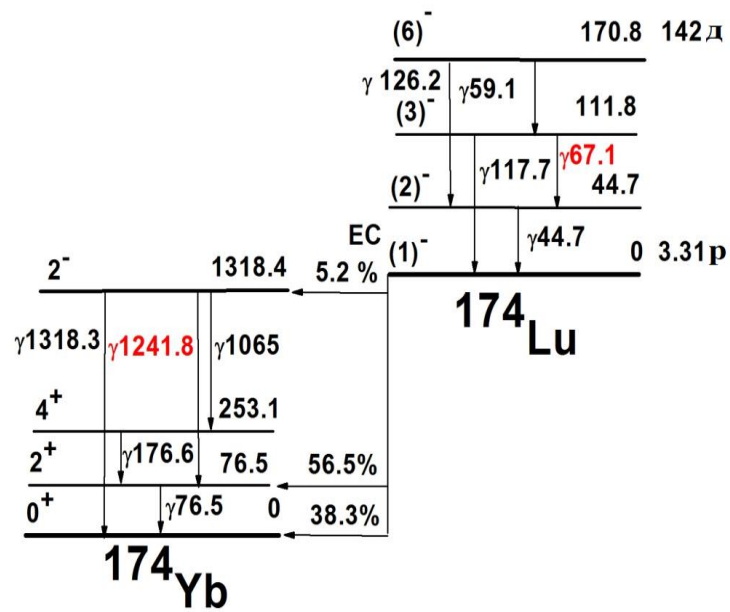 (6)⁻ 170.8 142 д
γ 126.2 γ59.1
(3)⁻ 111.8
γ117.7 γ67.1
(2)⁻ 44.7
EC γ44.7
(1)⁻ 0 3.31 р
2⁻ 1318.4 5.2 %
¹⁷⁴Lu
γ1318.3 γ1241.8 γ1065
4⁺ 253.1
γ176.6
2⁺ 76.5 56.5%
γ76.5
0⁺ 0 38.3%
¹⁷⁴Yb